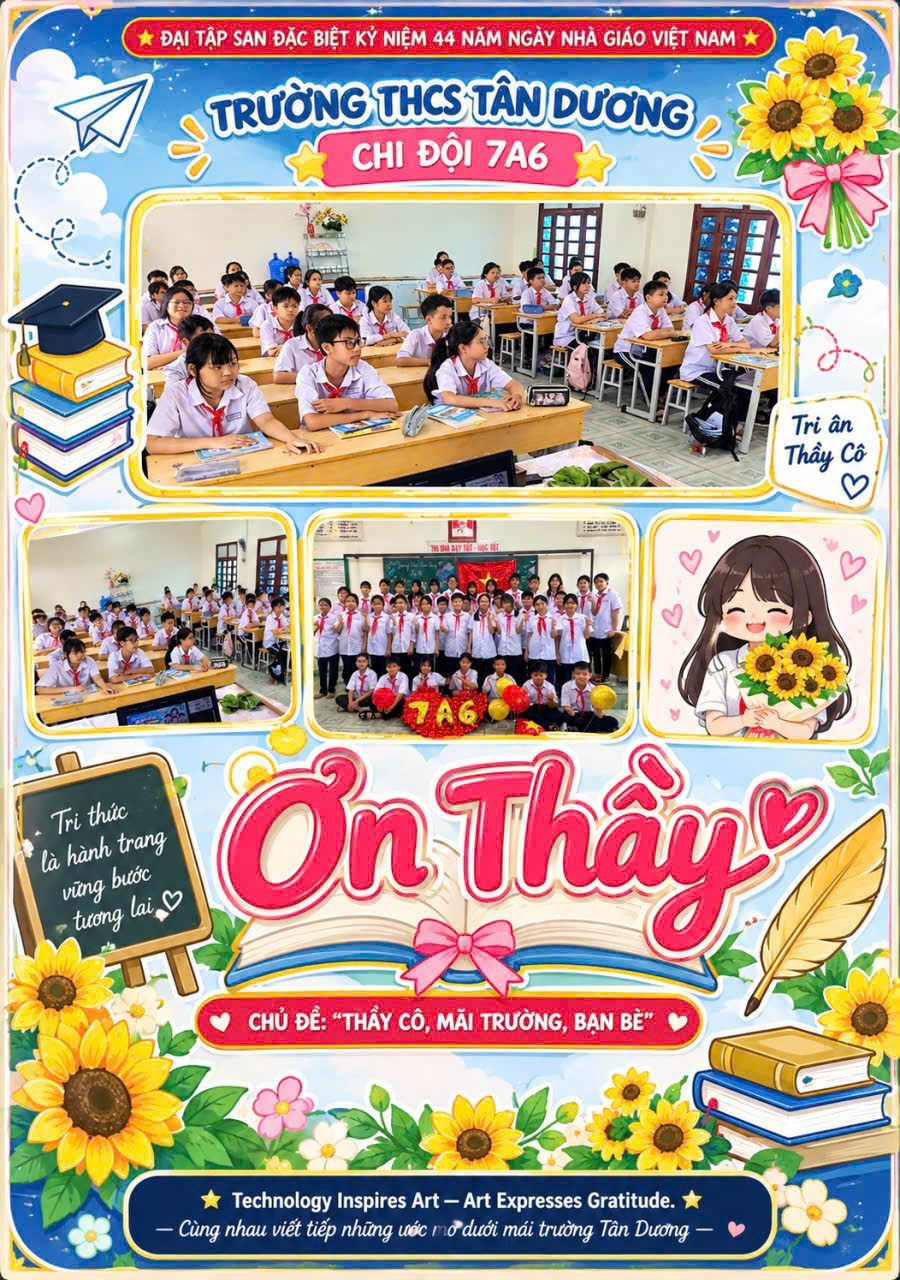 ĐẠI TẬP SAN ĐẶC BIỆT KỶ NIỆM 44 NĂM NGÀY NHÀ GIÁO VIỆT NAM
TRƯỜNG THCS TÂN DƯƠNG
CHI ĐỘI 7A6
Tri ân
Thầy Cô
THI ĐUA DẠY TỐT - HỌC TỐT
7A6
Ơn Thầy
Tri thức
là hành trang
vững bước
tương lai
CHỦ ĐỀ: “THẦY CÔ, MÃI TRƯỜNG, BẠN BÈ”
Technology Inspires Art — Art Expresses Gratitude.
— Cùng nhau viết tiếp những ước mơ dưới mái trường Tân Dương —